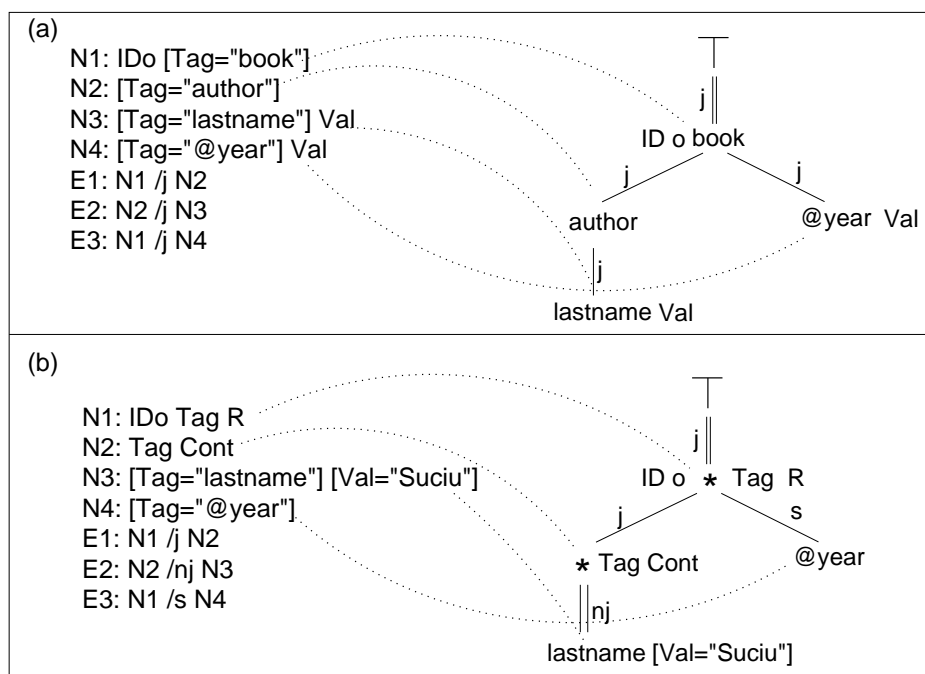 (a)
N1: IDo [Tag="book"]
N2: [Tag="author"]
N3: [Tag="lastname"] Val
N4: [Tag="@year"] Val
E1: N1 /j N2
E2: N2 /j N3
E3: N1 /j N4
j
ID o book
j j
author @year Val
j
lastname Val
(b)
N1: IDo Tag R
N2: Tag Cont
N3: [Tag="lastname"] [Val="Suciu"]
N4: [Tag="@year"]
E1: N1 /j N2
E2: N2 /nj N3
E3: N1 /s N4
j
ID o * Tag R
j s
* Tag Cont @year
nj
lastname [Val="Suciu"]